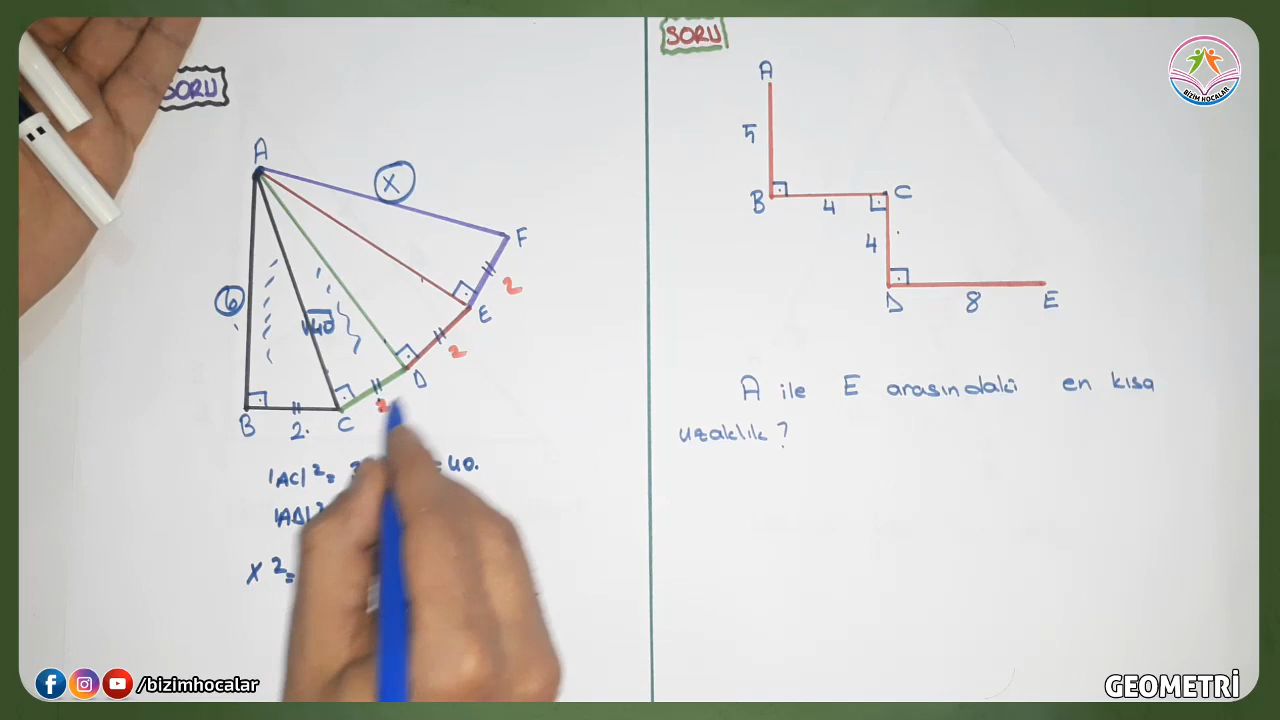 SORU
A
X
F
6
√40
E
2
2
D
2
B
2.
C
|AC|²=
= 40.
|AD|²
X²=
SORU
A
5
B
4
C
4
D
8
E
A ile E arasındaki en kısa
uzaklık?
BİZİM HOCALAR
/bizimhocalar
GEOMETRİ